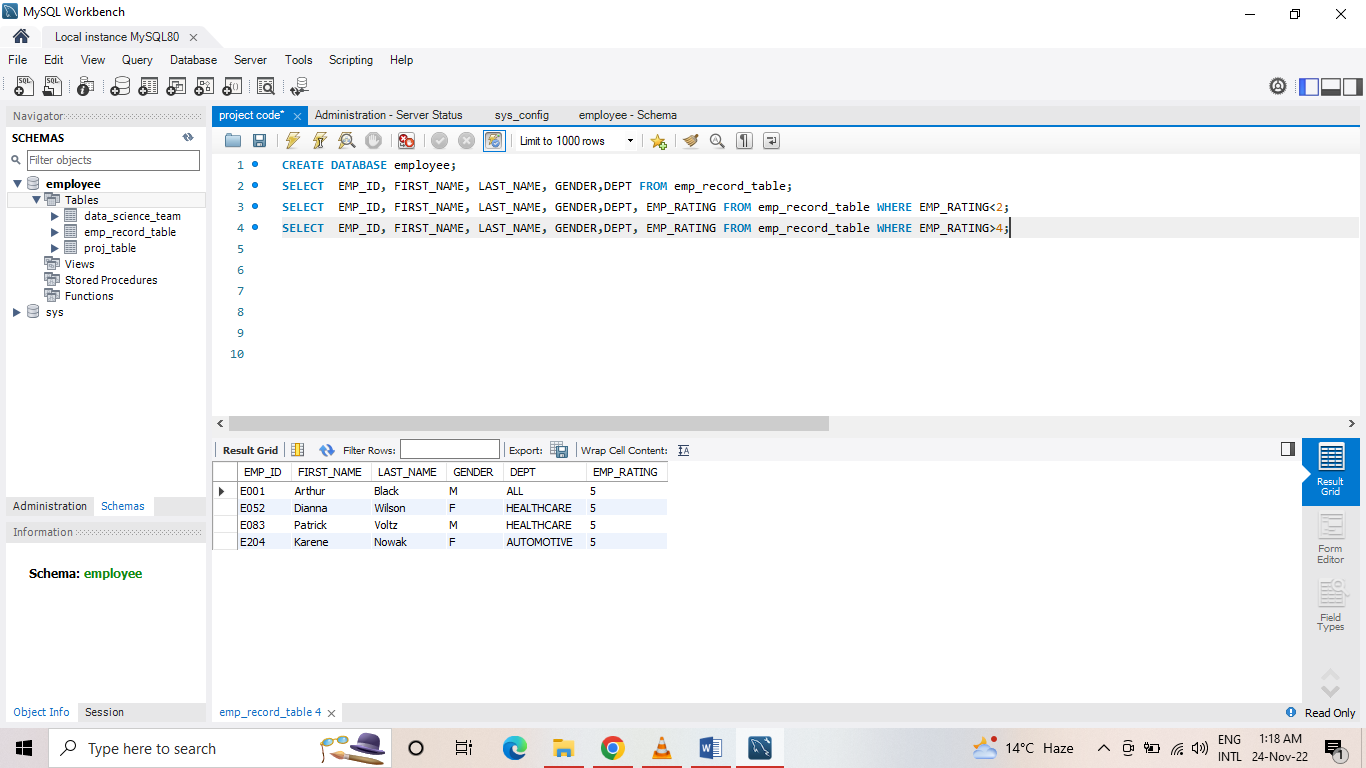 MySQL Workbench
Local instance MySQL80
File Edit View Query Database Server Tools Scripting Help
Navigator
SCHEMAS
Filter objects
employee
Tables
data_science_team
emp_record_table
proj_table
Views
Stored Procedures
Functions
sys
Administration Schemas
Information
Schema: employee
Object Info Session
project code* Administration - Server Status sys_config employee - Schema
Limit to 1000 rows
1 CREATE DATABASE employee;
2 SELECT EMP_ID, FIRST_NAME, LAST_NAME, GENDER,DEPT FROM emp_record_table;
3 SELECT EMP_ID, FIRST_NAME, LAST_NAME, GENDER,DEPT, EMP_RATING FROM emp_record_table WHERE EMP_RATING<2;
4 SELECT EMP_ID, FIRST_NAME, LAST_NAME, GENDER,DEPT, EMP_RATING FROM emp_record_table WHERE EMP_RATING>4;
5
6
7
8
9
10
Result Grid Filter Rows: Export: Wrap Cell Content:
EMP_ID FIRST_NAME LAST_NAME GENDER DEPT EMP_RATING
E001 Arthur Black M ALL 5
E052 Dianna Wilson F HEALTHCARE 5
E083 Patrick Voltz M HEALTHCARE 5
E204 Karene Nowak F AUTOMOTIVE 5
Result
Grid
Form
Editor
Field
Types
emp_record_table 4
Read Only
Type here to search
14°C Haze
ENG
INTL
1:18 AM
24-Nov-22
1